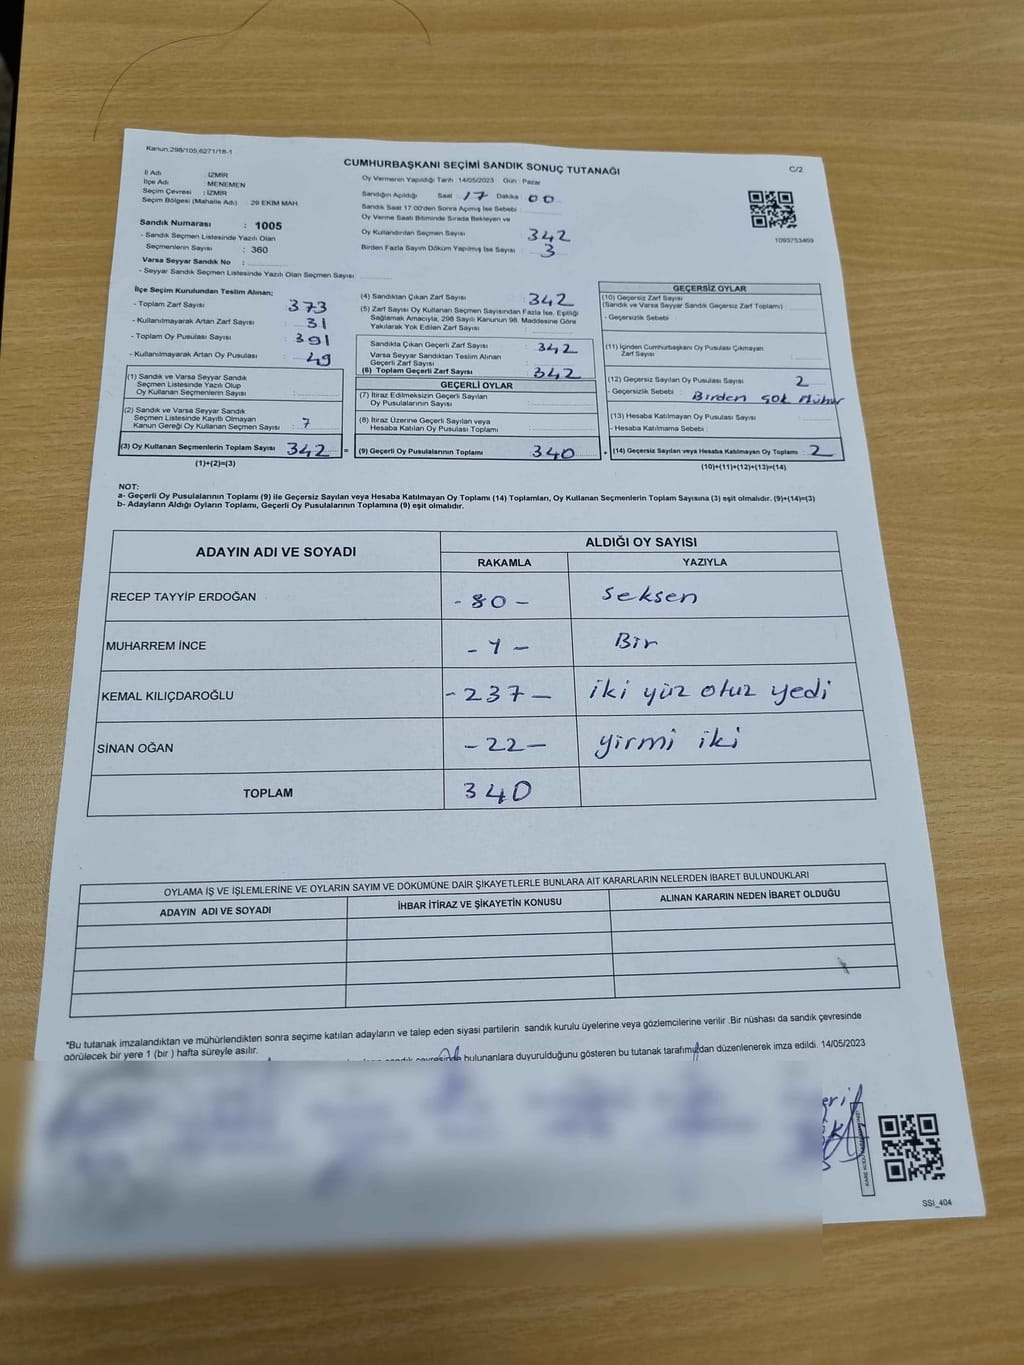 Kanun:298/105,6271/18-1
CUMHURBAŞKANI SEÇİMİ SANDIK SONUÇ TUTANAĞI
C/2
İl Adı : İZMİR
İlçe Adı : MENEMEN
Seçim Çevresi : İZMİR
Seçim Bölgesi (Mahalle Adı) : 29 EKİM MAH.
Sandık Numarası : 1005
- Sandık Seçmen Listesinde Yazılı Olan
Seçmenlerin Sayısı : 360
Varsa Seyyar Sandık No :
- Seyyar Sandık Seçmen Listesinde Yazılı Olan Seçmen Sayısı
Oy Vermenin Yapıldığı Tarih : 14/05/2023 Gün : Pazar
Sandığın Açıldığı Saat : 17 Dakika 00
Sandık Saat 17.00'den Sonra Açımış İse Sebebi
Oy Verme Saati Bitiminde Sırada Bekleyen ve
Oy Kullandırılan Seçmen Sayısı 342
Birden Fazla Sayım Döküm Yapılmış İse Sayısı : 3
1093753469
İlçe Seçim Kurulundan Teslim Alınan;
- Toplam Zarf Sayısı 373
- Kullanılmayarak Artan Zarf Sayısı : 31
- Toplam Oy Pusulası Sayısı : 391
- Kullanılmayarak Artan Oy Pusulası : 49
(1) Sandık ve Varsa Seyyar Sandık
Seçmen Listesinde Yazılı Olup
Oy Kullanan Seçmenlerin Sayısı
(2) Sandık ve Varsa Seyyar Sandık
Seçmen Listesinde Kayıtlı Olmayan
Kanun Gereği Oy Kullanan Seçmen Sayısı : 7
(3) Oy Kullanan Seçmenlerin Toplam Sayısı 342 =
(1)+(2)=(3)
(4) Sandıktan Çıkan Zarf Sayısı : 342
(5) Zarf Sayısı Oy Kullanan Seçmen Sayısından Fazla İse, Eşitliği
Sağlamak Amacıyla, 298 Sayılı Kanunun 98. Maddesine Göre
Yakılarak Yok Edilen Zarf Sayısı
Sandıkta Çıkan Geçerli Zarf Sayısı : 342
Varsa Seyyar Sandıktan Teslim Alınan
Geçerli Zarf Sayısı
(6) Toplam Geçerli Zarf Sayısı 342
GEÇERLİ OYLAR
(7) İtiraz Edilmeksizin Geçerli Sayılan
Oy Pusulalarının Sayısı
(8) İtiraz Üzerine Geçerli Sayılan veya
Hesaba Katılan Oy Pusulası Toplamı
(9) Geçerli Oy Pusulalarının Toplamı 340 +
GEÇERSİZ OYLAR
(10) Geçersiz Zarf Sayısı
(Sandık ve Varsa Seyyar Sandık Geçersiz Zarf Toplamı) :
- Geçersizlik Sebebi :
(11) İçinden Cumhurbaşkanı Oy Pusulası Çıkmayan
Zarf Sayısı
(12) Geçersiz Sayılan Oy Pusulası Sayısı : 2
- Geçersizlik Sebebi : Birden çok Mühür
(13) Hesaba Katılmayan Oy Pusulası Sayısı
- Hesaba Katılmama Sebebi :
(14) Geçersiz Sayılan veya Hesaba Katılmayan Oy Toplamı : 2
(10)+(11)+(12)+(13)=(14)
NOT:
a- Geçerli Oy Pusulalarının Toplamı (9) ile Geçersiz Sayılan veya Hesaba Katılmayan Oy Toplamı (14) Toplamları, Oy Kullanan Seçmenlerin Toplam Sayısına (3) eşit olmalıdır. (9)+(14)=(3)
b- Adayların Aldığı Oyların Toplamı, Geçerli Oy Pusulalarının Toplamına (9) eşit olmalıdır.
ADAYIN ADI VE SOYADI
ALDIĞI OY SAYISI
RAKAMLA YAZIYLA
RECEP TAYYİP ERDOĞAN - 80 - seksen
MUHARREM İNCE - 1 - Bir
KEMAL KILIÇDAROĞLU - 237 - iki yüz otuz yedi
SİNAN OĞAN - 22 - yirmi iki
TOPLAM 340
OYLAMA İŞ VE İŞLEMLERİNE VE OYLARIN SAYIM VE DÖKÜMÜNE DAİR ŞİKAYETLERLE BUNLARA AİT KARARLARIN NELERDEN İBARET BULUNDUKLARI
ADAYIN ADI VE SOYADI İHBAR İTİRAZ VE ŞİKAYETİN KONUSU ALINAN KARARIN NEDEN İBARET OLDUĞU
*Bu tutanak imzalandıktan ve mühürlendikten sonra seçime katılan adayların ve talep eden siyasi partilerin sandık kurulu üyelerine veya gözlemcilerine verilir .Bir nüshası da sandık çevresinde
görülecek bir yere 1 (bir ) hafta süreyle asılır.
sandık çevresinde bulunanlara duyurulduğunu gösteren bu tutanak tarafımızdan düzenlenerek imza edildi. 14/05/2023
SSI_404